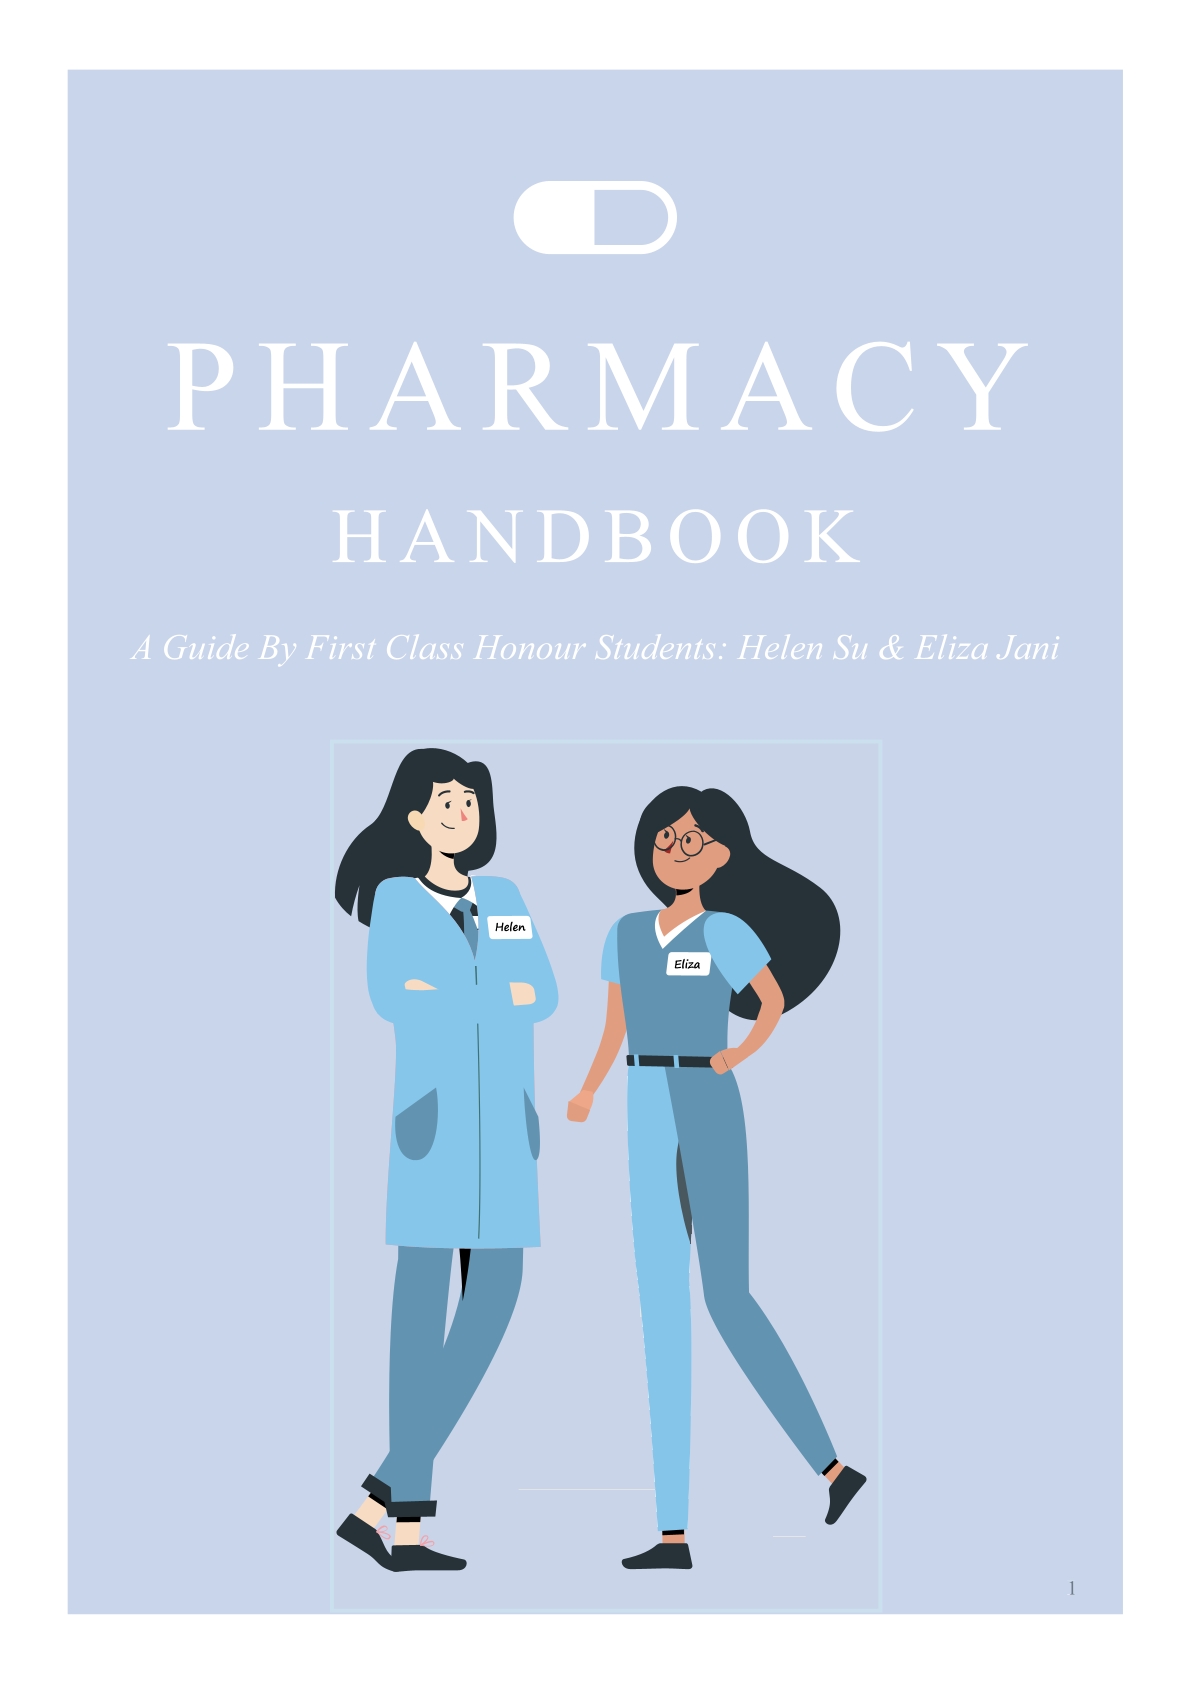 PHARMACY
HANDBOOK
A Guide By First Class Honour Students: Helen Su & Eliza Jani
Helen
Eliza
1